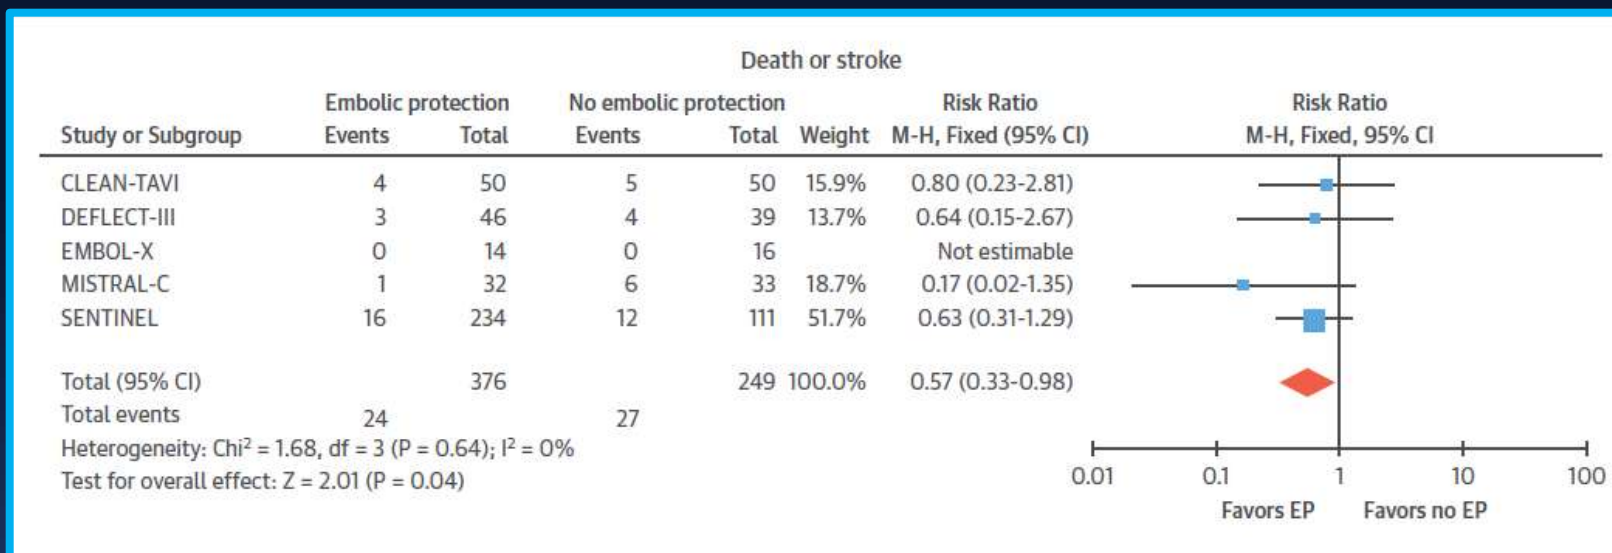 Death or stroke
Embolic protection No embolic protection Risk Ratio Risk Ratio
Study or Subgroup Events Total Events Total Weight M-H, Fixed (95% CI) M-H, Fixed, 95% CI
CLEAN-TAVI 4 50 5 50 15.9% 0.80 (0.23-2.81)
DEFLECT-III 3 46 4 39 13.7% 0.64 (0.15-2.67)
EMBOL-X 0 14 0 16 Not estimable
MISTRAL-C 1 32 6 33 18.7% 0.17 (0.02-1.35)
SENTINEL 16 234 12 111 51.7% 0.63 (0.31-1.29)
Total (95% CI) 376 249 100.0% 0.57 (0.33-0.98)
Total events 24 27
Heterogeneity: Chi² = 1.68, df = 3 (P = 0.64); I² = 0%
Test for overall effect: Z = 2.01 (P = 0.04)
0.01 0.1 1 10 100
Favors EP Favors no EP